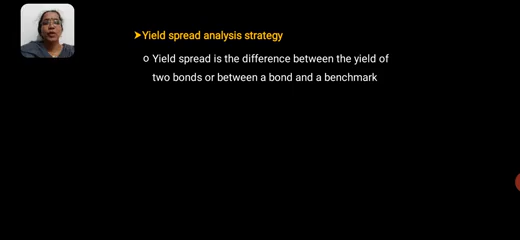 ➤Yield spread analysis strategy
o Yield spread is the difference between the yield of
two bonds or between a bond and a benchmark